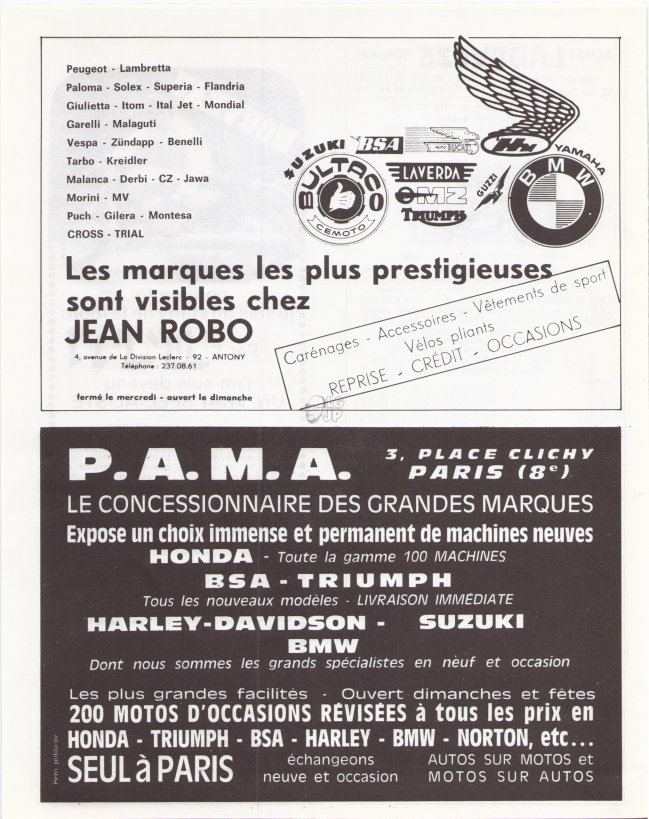 Peugeot - Lambretta
Paloma - Solex - Superia - Flandria
Giulietta - Itom - Ital Jet - Mondial
Garelli - Malaguti
Vespa - Zündapp - Benelli
Tarbo - Kreidler
Malanca - Derbi - CZ - Jawa
Morini - MV
Puch - Gilera - Montesa
CROSS - TRIAL
SUZUKI
BSA
MOTO DUCATI
HM
YAMAHA
BULTACO
CEMOTO
LAVERDA
MZ
TRIUMPH
GUZZI
BMW
Les marques les plus prestigieuses
sont visibles chez
JEAN ROBO
4, avenue de La Division Leclerc - 92 - ANTONY
Téléphone : 237.08.61
fermé le mercredi - ouvert le dimanche
Carénages - Accessoires - Vêtements de sport
Vélos pliants
REPRISE - CRÉDIT - OCCASIONS
P.A.M.A.
3, PLACE CLICHY
PARIS (8e)
LE CONCESSIONNAIRE DES GRANDES MARQUES
Expose un choix immense et permanent de machines neuves
HONDA - Toute la gamme 100 MACHINES
BSA - TRIUMPH
Tous les nouveaux modèles - LIVRAISON IMMÉDIATE
HARLEY-DAVIDSON - SUZUKI
BMW
Dont nous sommes les grands spécialistes en neuf et occasion
Les plus grandes facilités - Ouvert dimanches et fêtes
200 MOTOS D'OCCASIONS RÉVISÉES à tous les prix en
HONDA - TRIUMPH - BSA - HARLEY - BMW - NORTON, etc...
SEUL à PARIS
échangeons
neuve et occasion
AUTOS SUR MOTOS et
MOTOS SUR AUTOS